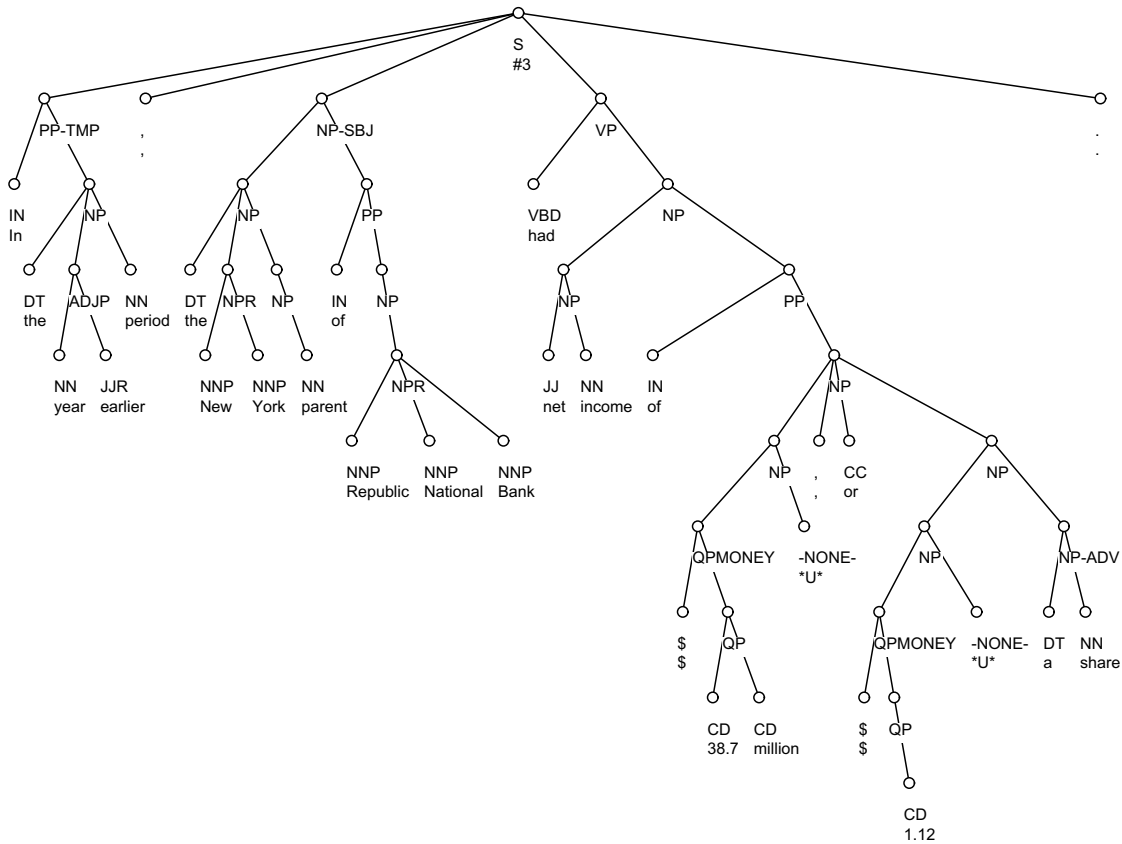 S
#3
PP-TMP , NP-SBJ VP .
, .
IN NP NP PP VBD NP
In had
DT ADJP NN DT NPR NP IN NP NP PP
the period the of
NN JJR NNP NNP NN NPR JJ NN IN NP
year earlier New York parent net income of
NNP NNP NNP NP , CC NP
Republic National Bank , or
QPMONEY -NONE- NP NP-ADV
*U*
$ QP QPMONEY -NONE- DT NN
$ *U* a share
CD CD $ QP
38.7 million $
CD
1.12